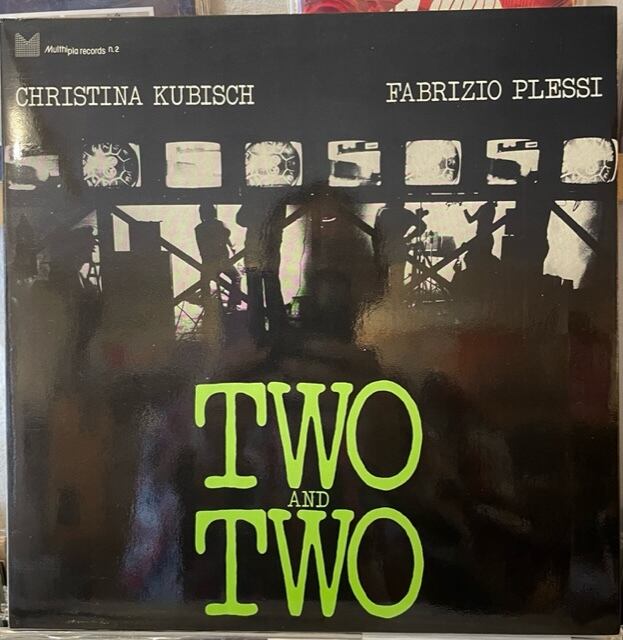 Multhipla records n.2
CHRISTINA KUBISCH
FABRIZIO PLESSI
TWO
AND
TWO